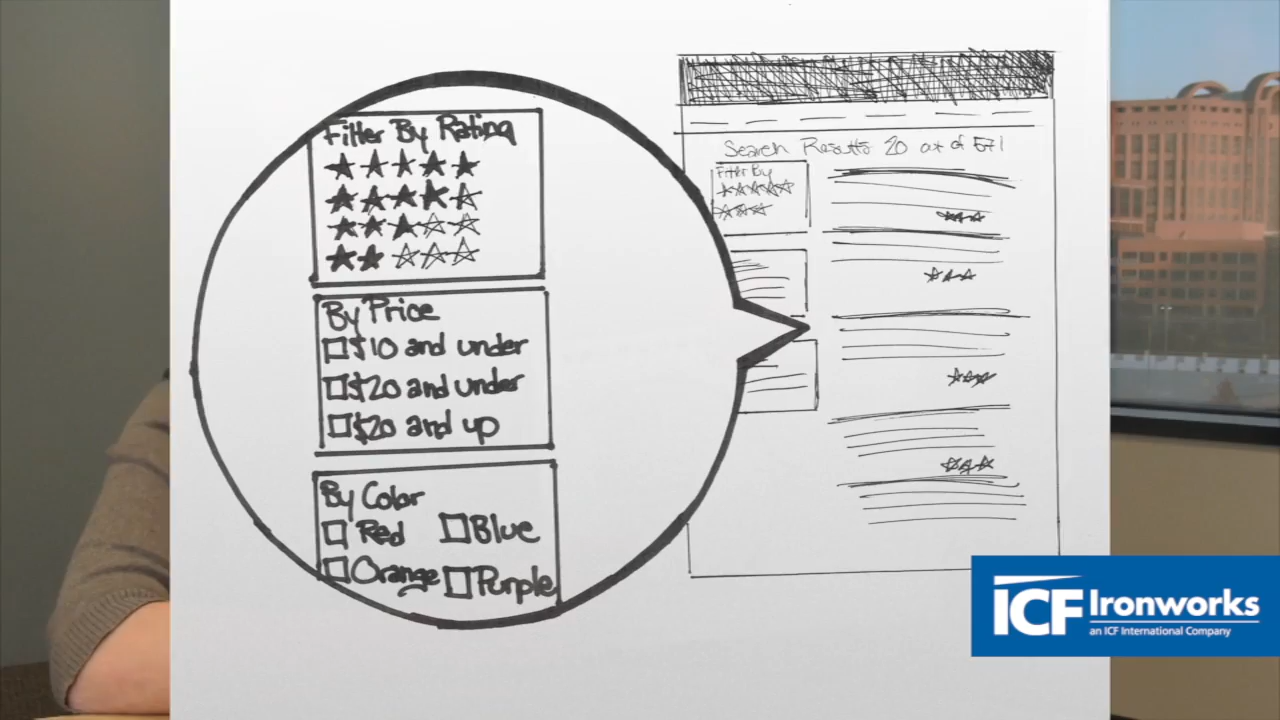 Filter By Rating
By Price
$10 and under
$20 and under
$20 and up
By Color
Red Blue
Orange Purple
Search Results 20 out of 571
Filter By
ICF Ironworks
an ICF International Company